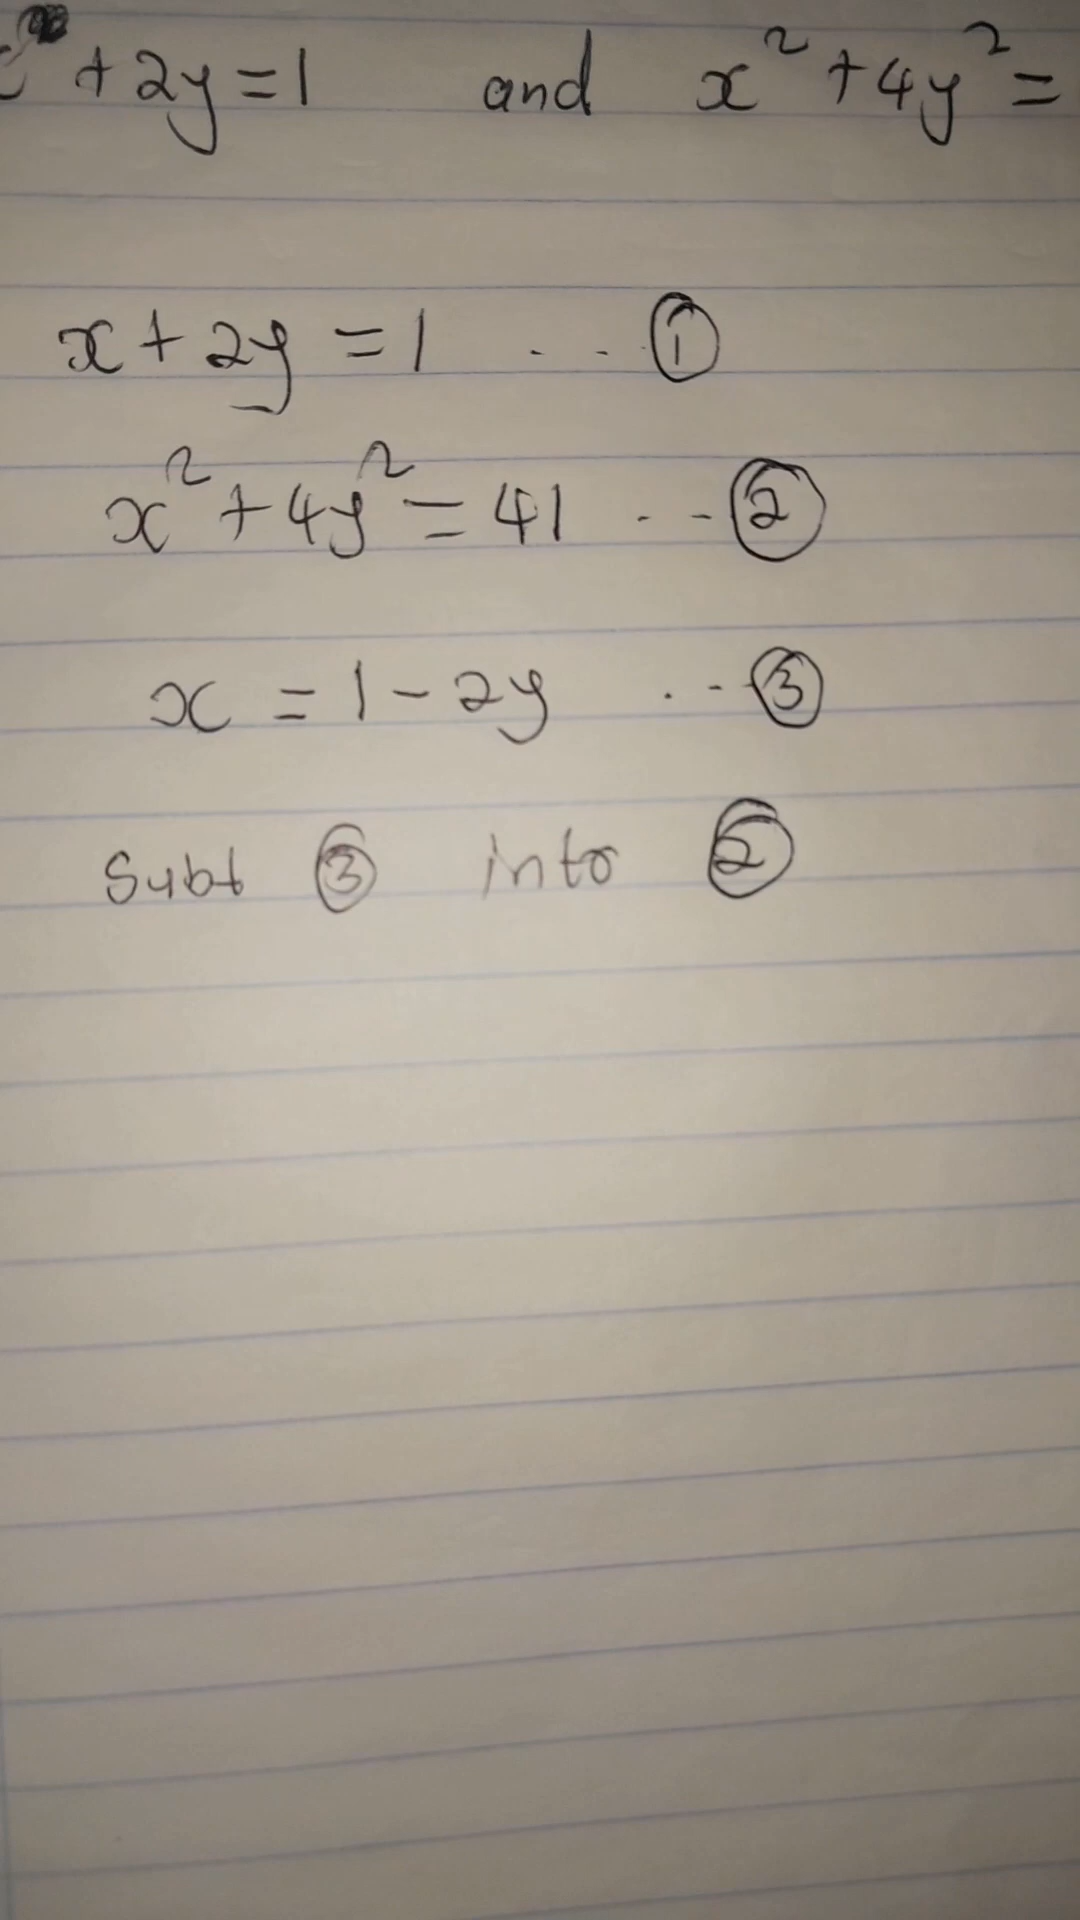 + 2y = 1 and x² + 4y² =
x + 2y = 1 . . . ①
x² + 4y² = 41 . . . ②
x = 1 - 2y . . . ③
Subt ③ into ②